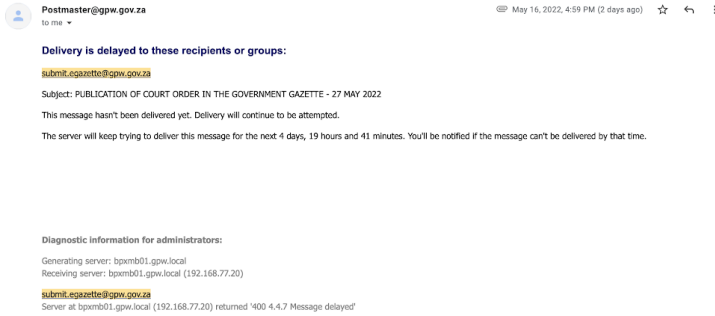 Postmaster@gpw.gov.za
May 16, 2022, 4:59 PM (2 days ago)
to me
Delivery is delayed to these recipients or groups:
submit.egazette@gpw.gov.za
Subject: PUBLICATION OF COURT ORDER IN THE GOVERNMENT GAZETTE - 27 MAY 2022
This message hasn't been delivered yet. Delivery will continue to be attempted.
The server will keep trying to deliver this message for the next 4 days, 19 hours and 41 minutes. You'll be notified if the message can't be delivered by that time.
Diagnostic information for administrators:
Generating server: bpxmb01.gpw.local
Receiving server: bpxmb01.gpw.local (192.168.77.20)
submit.egazette@gpw.gov.za
Server at bpxmb01.gpw.local (192.168.77.20) returned '400 4.4.7 Message delayed'